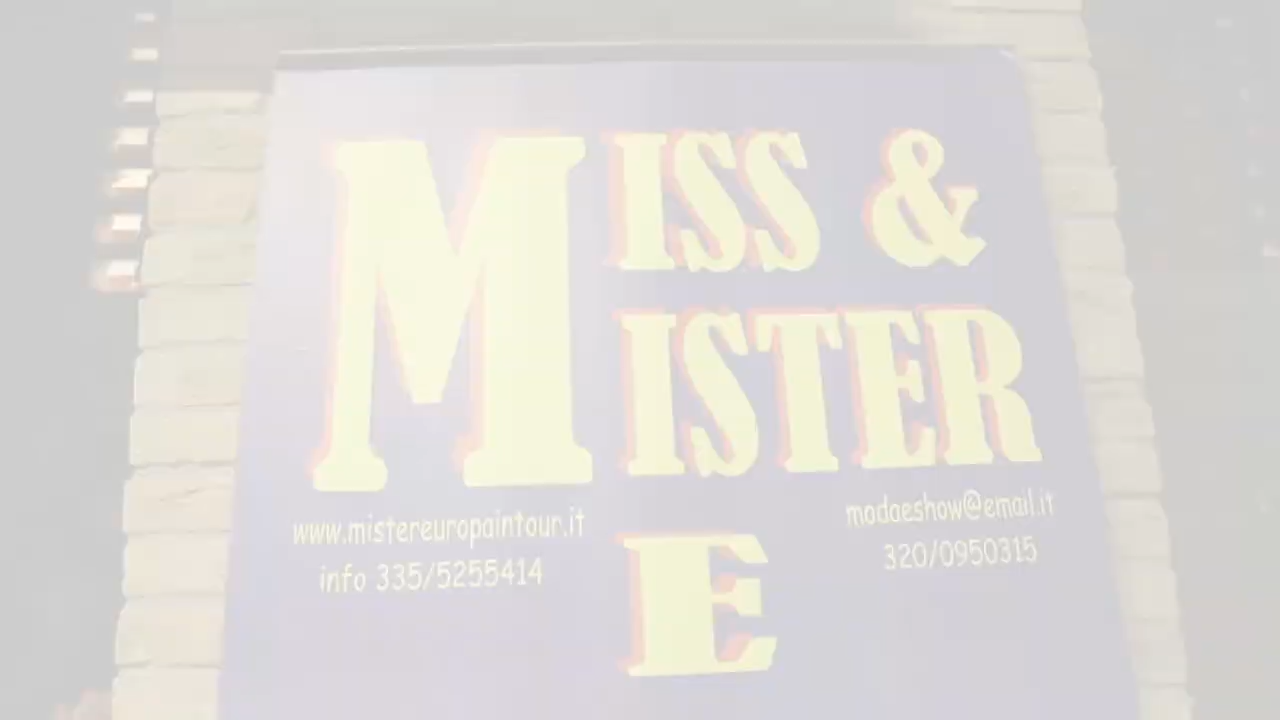 MISS &
MISTER
www.mistereuropaintour.it
info 335/5255414
modaeshow@email.it
320/0950315
E